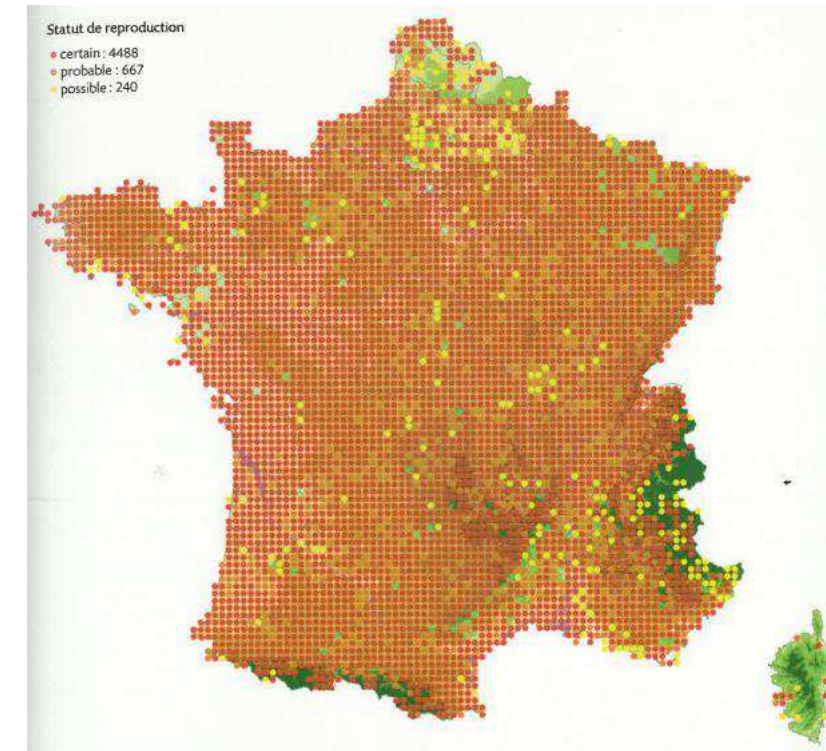 Statut de reproduction
certain : 4488
probable : 667
possible : 240